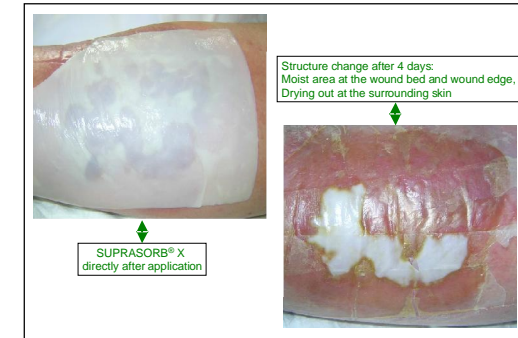 Structure change after 4 days:
Moist area at the wound bed and wound edge,
Drying out at the surrounding skin
SUPRASORB® X
directly after application